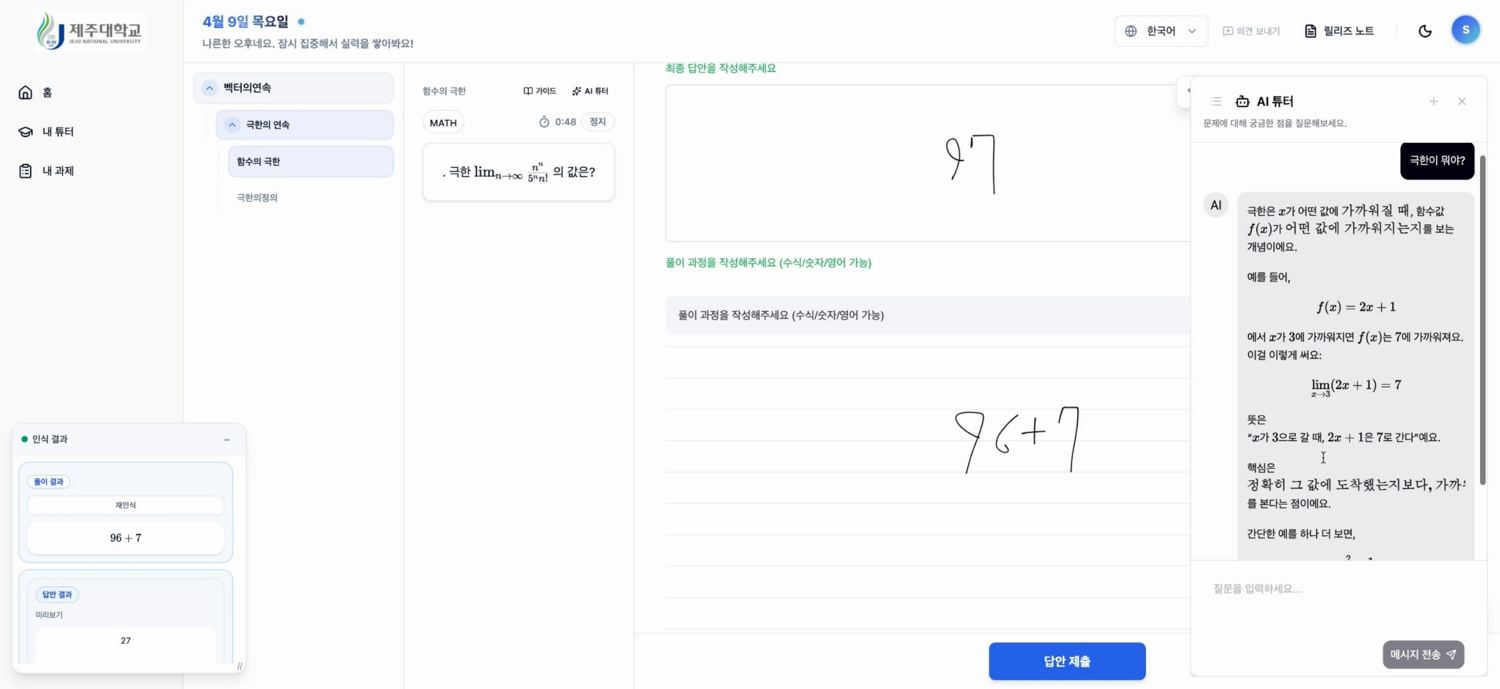 제주대학교
JEJU NATIONAL UNIVERSITY
홈
내 튜터
내 과제
4월 9일 목요일
나른한 오후네요. 잠시 집중해서 실력을 쌓아봐요!
한국어
의견 보내기
릴리즈 노트
S
벡터의연속
극한의 연속
함수의 극한
극한의정의
함수의 극한
가이드
AI 튜터
MATH
0:48
정지
. 극한 lim_{n→∞} \frac{n^n}{5^n n!} 의 값은?
최종 답안을 작성해주세요
97
풀이 과정을 작성해주세요 (수식/숫자/영어 가능)
풀이 과정을 작성해주세요 (수식/숫자/영어 가능)
96+7
답안 제출
인식 결과
–
풀이 결과
재인식
96 + 7
답안 결과
미리보기
27
AI 튜터
문제에 대해 궁금한 점을 질문해보세요.
극한이 뭐야?
AI
극한은 x가 어떤 값에 가까워질 때, 함수값
f(x)가 어떤 값에 가까워지는지를 보는
개념이에요.
예를 들어,
f(x) = 2x + 1
에서 x가 3에 가까워지면 f(x)는 7에 가까워져요.
이걸 이렇게 써요:
lim_{x→3}(2x + 1) = 7
뜻은
“x가 3으로 갈 때, 2x + 1은 7로 간다”예요.
핵심은
정확히 그 값에 도착했는지보다, 가까
를 본다는 점이에요.
간단한 예를 하나 더 보면,
질문을 입력하세요...
메시지 전송